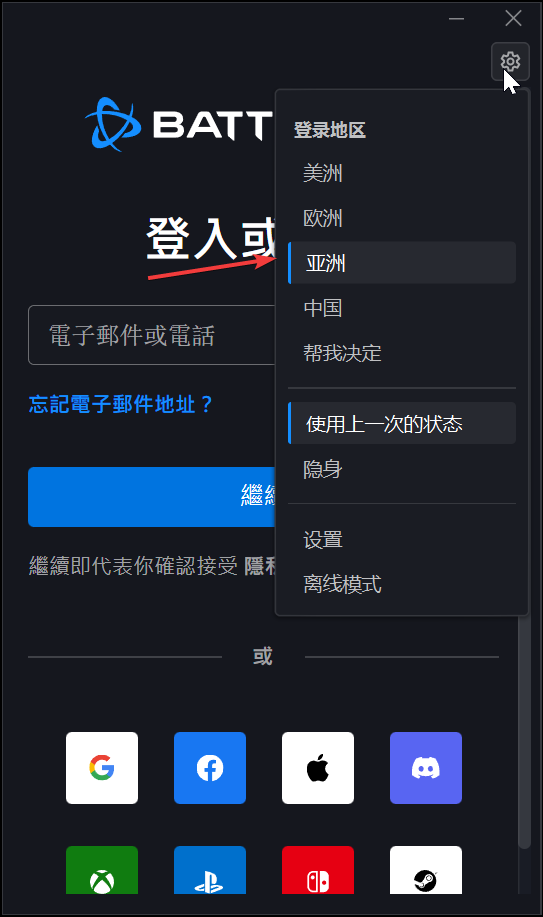 BATT
登入或
電子郵件或電話
忘記電子郵件地址？
繼
繼續即代表你確認接受 隱
或
登录地区
美洲
欧洲
亚洲
中国
帮我决定
使用上一次的状态
隐身
设置
离线模式